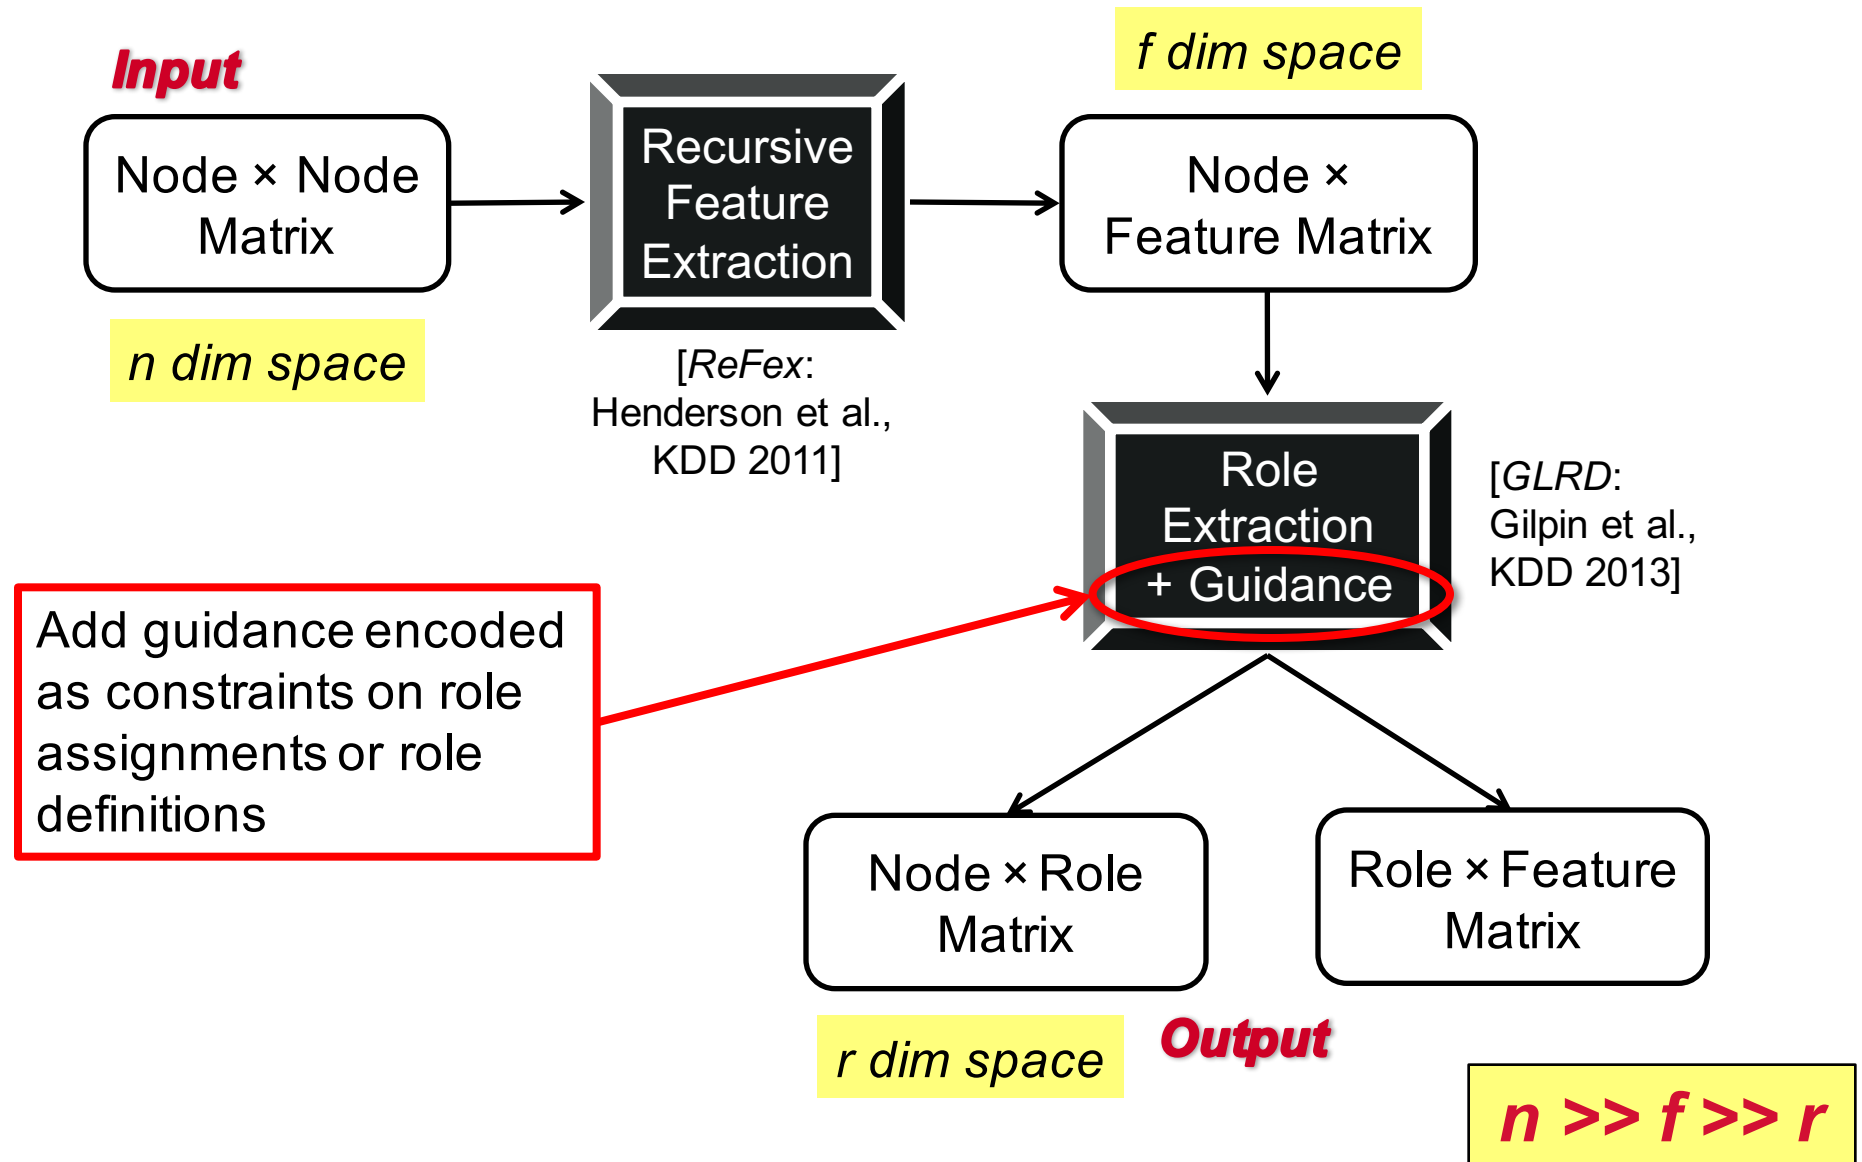 Input
Node × Node
Matrix
n dim space
Recursive
Feature
Extraction
[ReFex:
Henderson et al.,
KDD 2011]
f dim space
Node ×
Feature Matrix
Role
Extraction
+ Guidance
[GLRD:
Gilpin et al.,
KDD 2013]
Add guidance encoded
as constraints on role
assignments or role
definitions
Node × Role
Matrix
Role × Feature
Matrix
r dim space
Output
n >> f >> r